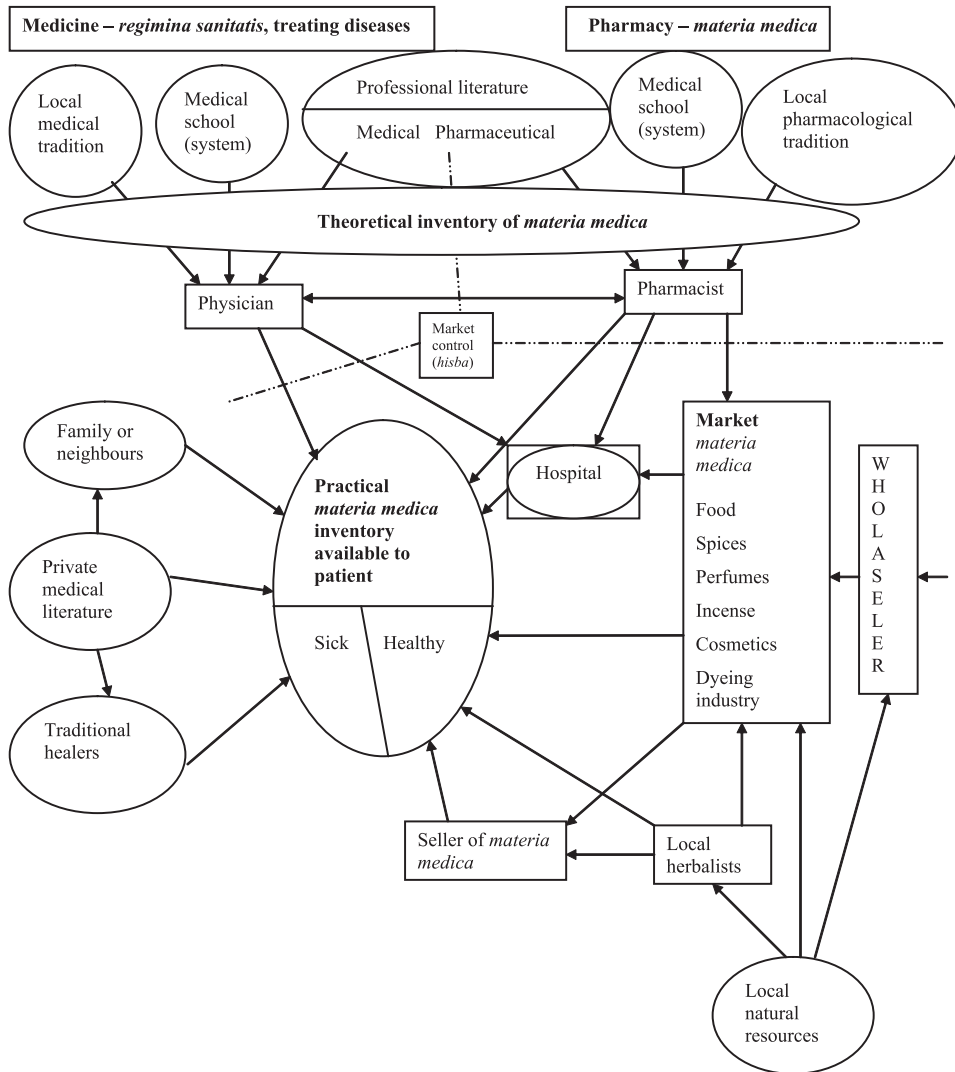 Medicine – regimina sanitatis, treating diseases
Pharmacy – materia medica
Local
medical
tradition
Medical
school
(system)
Professional literature
Medical Pharmaceutical
Medical
school
(system)
Local
pharmacological
tradition
Theoretical inventory of materia medica
Physician
Pharmacist
Market
control
(hisba)
Family or
neighbours
Private
medical
literature
Traditional
healers
Practical
materia medica
inventory
available to
patient
Sick
Healthy
Hospital
Market
materia
medica
Food
Spices
Perfumes
Incense
Cosmetics
Dyeing
industry
W
H
O
L
A
S
E
L
E
R
Seller of materia
medica
Local
herbalists
Local
natural
resources